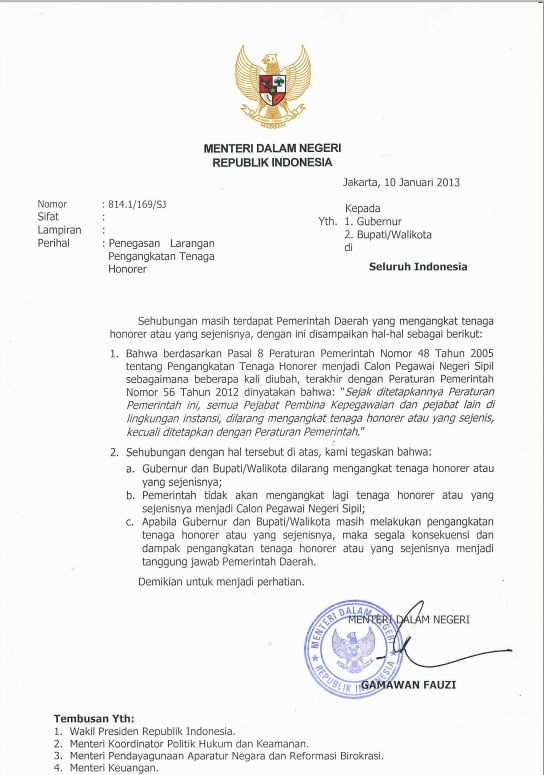 MENTERI DALAM NEGERI
REPUBLIK INDONESIA
Jakarta, 10 Januari 2013
Nomor : 814.1/169/SJ
Sifat :
Lampiran :
Perihal : Penegasan Larangan
Pengangkatan Tenaga
Honorer
Kepada
Yth. 1. Gubernur
2. Bupati/Walikota
di
Seluruh Indonesia
Sehubungan masih terdapat Pemerintah Daerah yang mengangkat tenaga
honorer atau yang sejenisnya, dengan ini disampaikan hal-hal sebagai berikut:
1. Bahwa berdasarkan Pasal 8 Peraturan Pemerintah Nomor 48 Tahun 2005
tentang Pengangkatan Tenaga Honorer menjadi Calon Pegawai Negeri Sipil
sebagaimana beberapa kali diubah, terakhir dengan Peraturan Pemerintah
Nomor 56 Tahun 2012 dinyatakan bahwa: "Sejak ditetapkannya Peraturan
Pemerintah ini, semua Pejabat Pembina Kepegawaian dan pejabat lain di
lingkungan instansi, dilarang mengangkat tenaga honorer atau yang sejenis,
kecuali ditetapkan dengan Peraturan Pemerintah."
2. Sehubungan dengan hal tersebut di atas, kami tegaskan bahwa:
a. Gubernur dan Bupati/Walikota dilarang mengangkat tenaga honorer atau
yang sejenisnya;
b. Pemerintah tidak akan mengangkat lagi tenaga honorer atau yang
sejenisnya menjadi Calon Pegawai Negeri Sipil;
c. Apabila Gubernur dan Bupati/Walikota masih melakukan pengangkatan
tenaga honorer atau yang sejenisnya, maka segala konsekuensi dan
dampak pengangkatan tenaga honorer atau yang sejenisnya menjadi
tanggung jawab Pemerintah Daerah.
Demikian untuk menjadi perhatian.
MENTERI DALAM NEGERI
MENTERI DALAM NEGERI
REPUBLIK INDONESIA
GAMAWAN FAUZI
Tembusan Yth:
1. Wakil Presiden Republik Indonesia.
2. Menteri Koordinator Politik Hukum dan Keamanan.
3. Menteri Pendayagunaan Aparatur Negara dan Reformasi Birokrasi.
4. Menteri Keuangan.